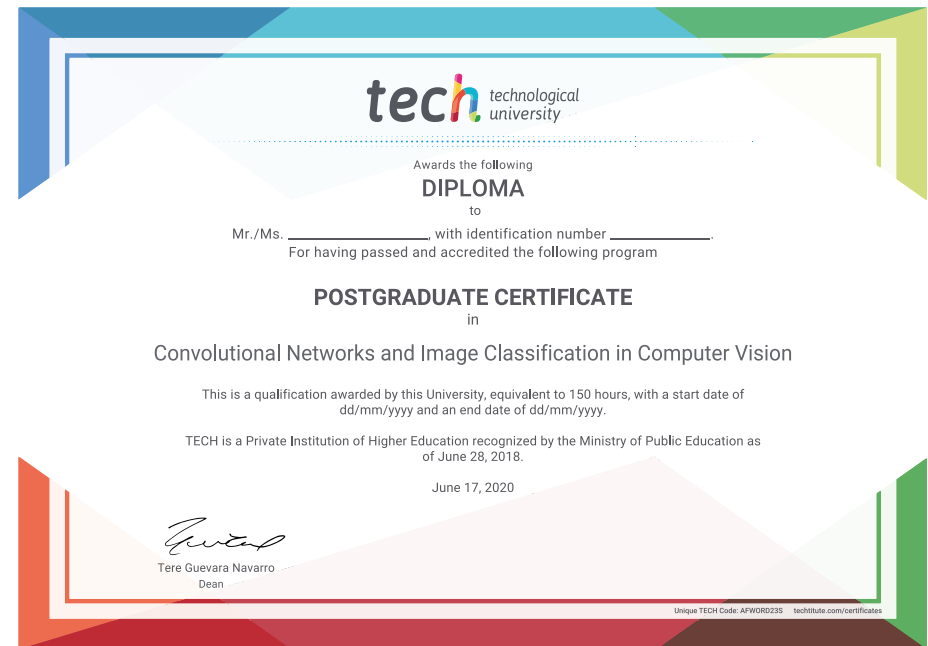 tech technological
university
Awards the following
DIPLOMA
to
Mr./Ms. ____________________, with identification number ______________.
For having passed and accredited the following program
POSTGRADUATE CERTIFICATE
in
Convolutional Networks and Image Classification in Computer Vision
This is a qualification awarded by this University, equivalent to 150 hours, with a start date of
dd/mm/yyyy and an end date of dd/mm/yyyy.
TECH is a Private Institution of Higher Education recognized by the Ministry of Public Education as
of June 28, 2018.
June 17, 2020
Tere Guevara Navarro
Dean
Unique TECH Code: AFWORD23S techtitute.com/certificates